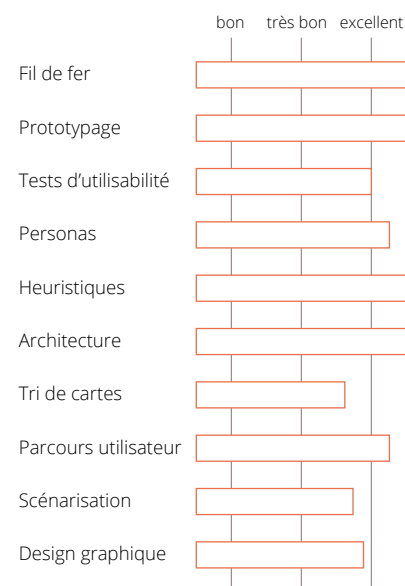 bon très bon excellent
Fil de fer
Prototypage
Tests d’utilisabilité
Personas
Heuristiques
Architecture
Tri de cartes
Parcours utilisateur
Scénarisation
Design graphique